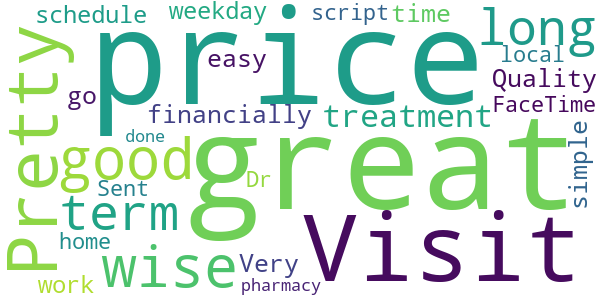 schedule
weekday
script
time
long
price
easy
local
Quality
go
FaceTime
financially
treatment
Pretty
done
good
great
simple
Dr
Sent
term
Visit
home
wise
Very
work
pharmacy